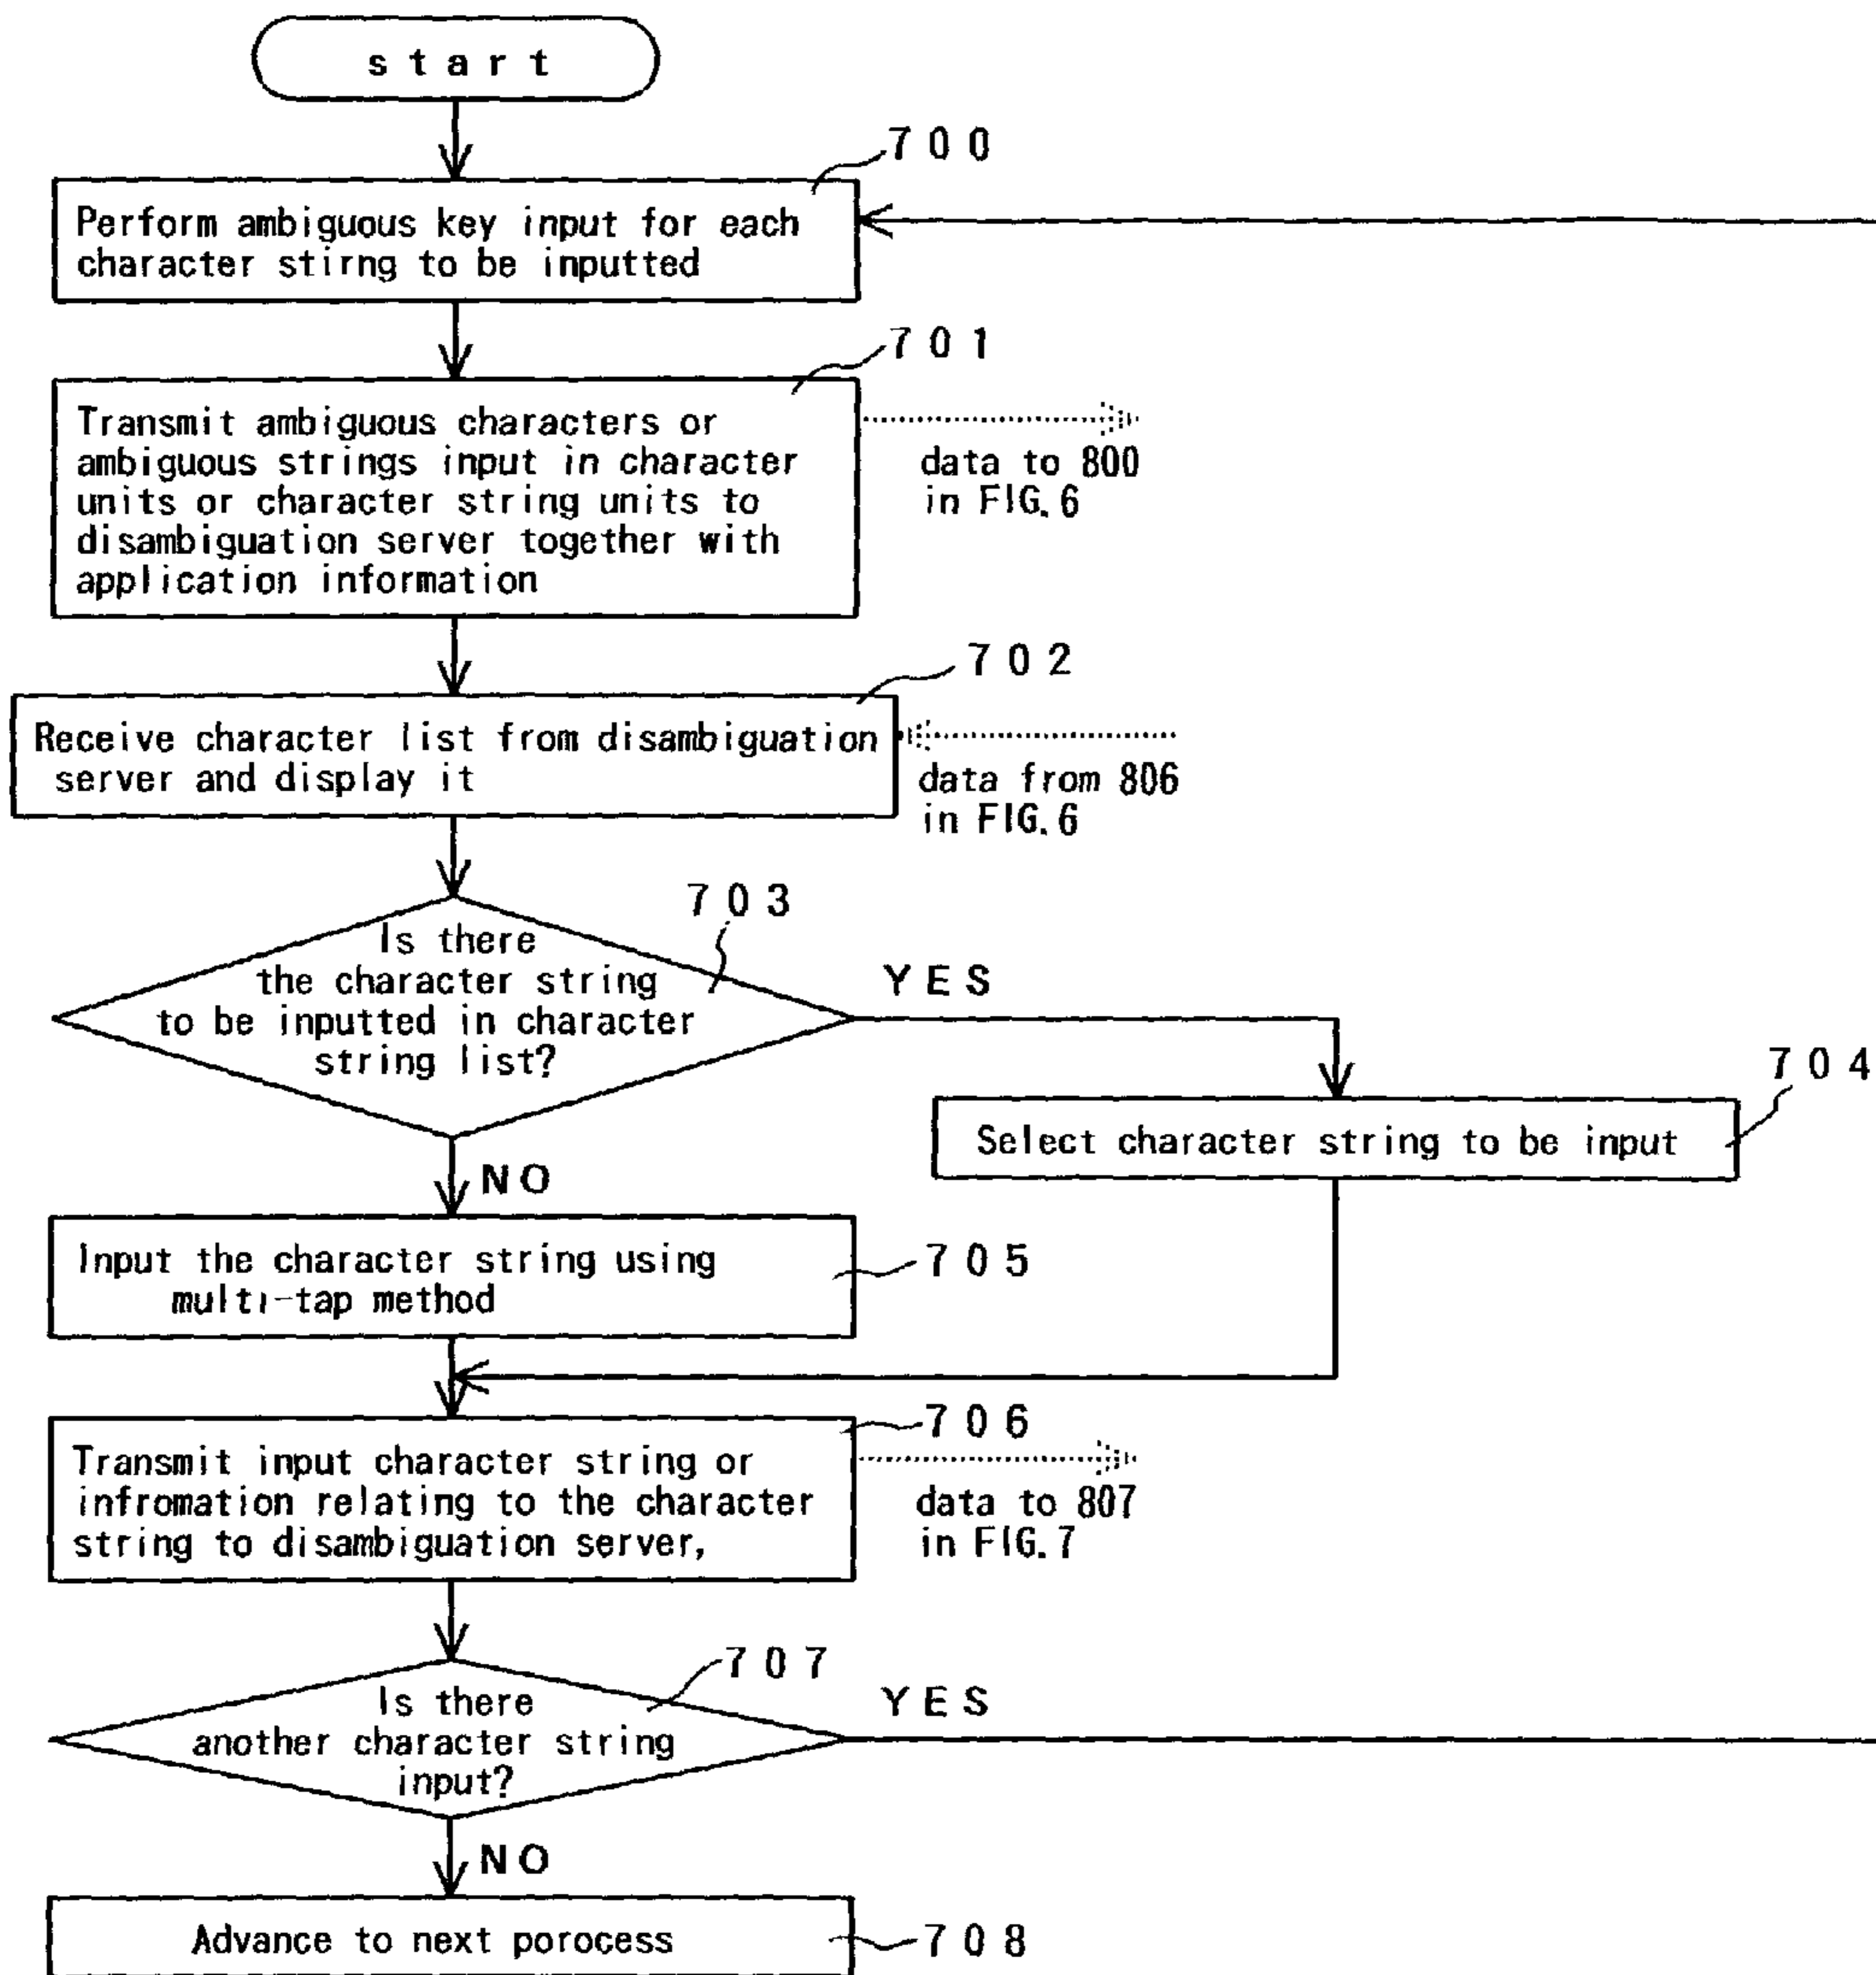 start
700
Perform ambiguous key input for each
character stirng to be inputted
701
Transmit ambiguous characters or
ambiguous strings input in character
units or character string units to
disambiguation server together with
application information
data to 800
in FIG.6
702
Receive character list from disambiguation
server and display it
data from 806
in FIG.6
703
Is there
the character string
to be inputted in character
string list?
YES
704
Select character string to be input
NO
705
Input the character string using
multi-tap method
706
Transmit input character string or
infromation relating to the character
string to disambiguation server,
data to 807
in FIG.7
707
Is there
another character string
input?
YES
NO
Advance to next porocess
708